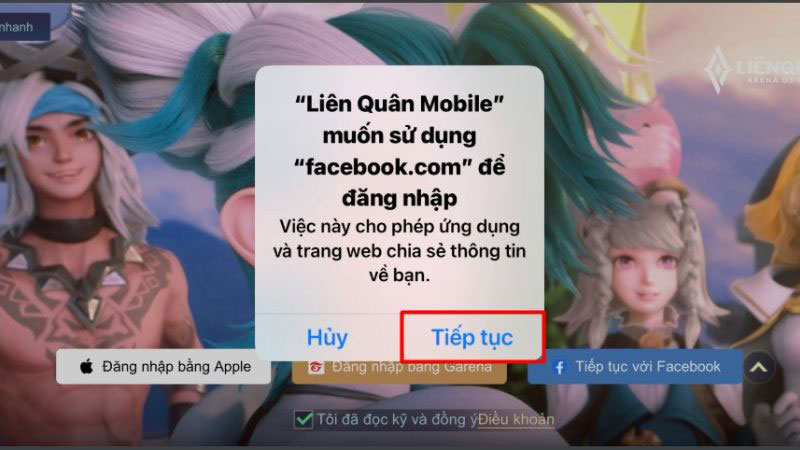 nhanh
LIÊNQU
ARENA OF
“Liên Quân Mobile”
muốn sử dụng
“facebook.com” để
đăng nhập
Việc này cho phép ứng dụng
và trang web chia sẻ thông tin
về bạn.
Hủy
Tiếp tục
Đăng nhập bằng Apple
Đăng nhập bằng Garena
Tiếp tục với Facebook
Tôi đã đọc kỹ và đồng ý Điều khoản